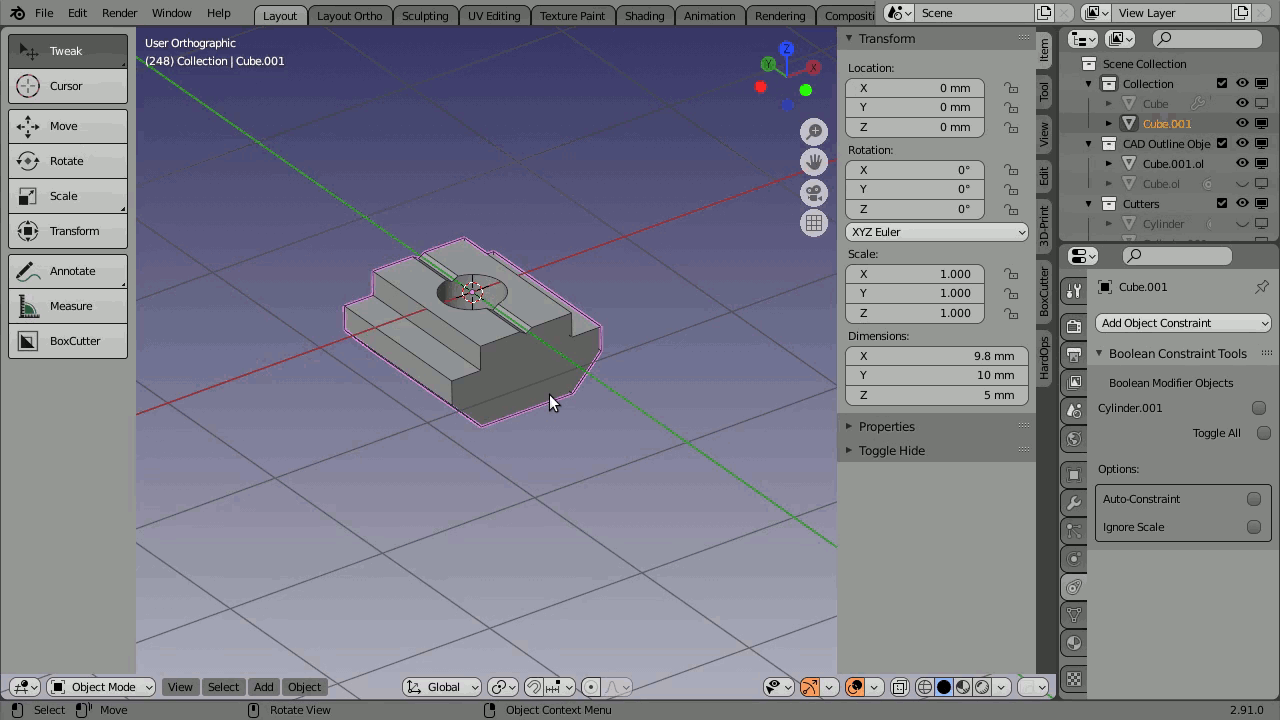 File Edit Render Window Help Layout Layout Ortho Sculpting UV Editing Texture Paint Shading Animation Rendering Compositi Scene View Layer
Tweak
Cursor
Move
Rotate
Scale
Transform
Annotate
Measure
BoxCutter
User Orthographic
(248) Collection | Cube.001
Z
Y
X
Transform
Location:
X 0 mm
Y 0 mm
Z 0 mm
Rotation:
X 0°
Y 0°
Z 0°
XYZ Euler
Scale:
X 1.000
Y 1.000
Z 1.000
Dimensions:
X 9.8 mm
Y 10 mm
Z 5 mm
Properties
Toggle Hide
Item
Tool
View
Edit
3D-Print
BoxCutter
HardOps
Scene Collection
Collection
Cube
Cube.001
CAD Outline Obje
Cube.001.ol
Cube.ol
Cutters
Cylinder
Cube.001
Add Object Constraint
Boolean Constraint Tools
Boolean Modifier Objects
Cylinder.001
Toggle All
Options:
Auto-Constraint
Ignore Scale
Object Mode View Select Add Object Global
Select Move Rotate View Object Context Menu 2.91.0